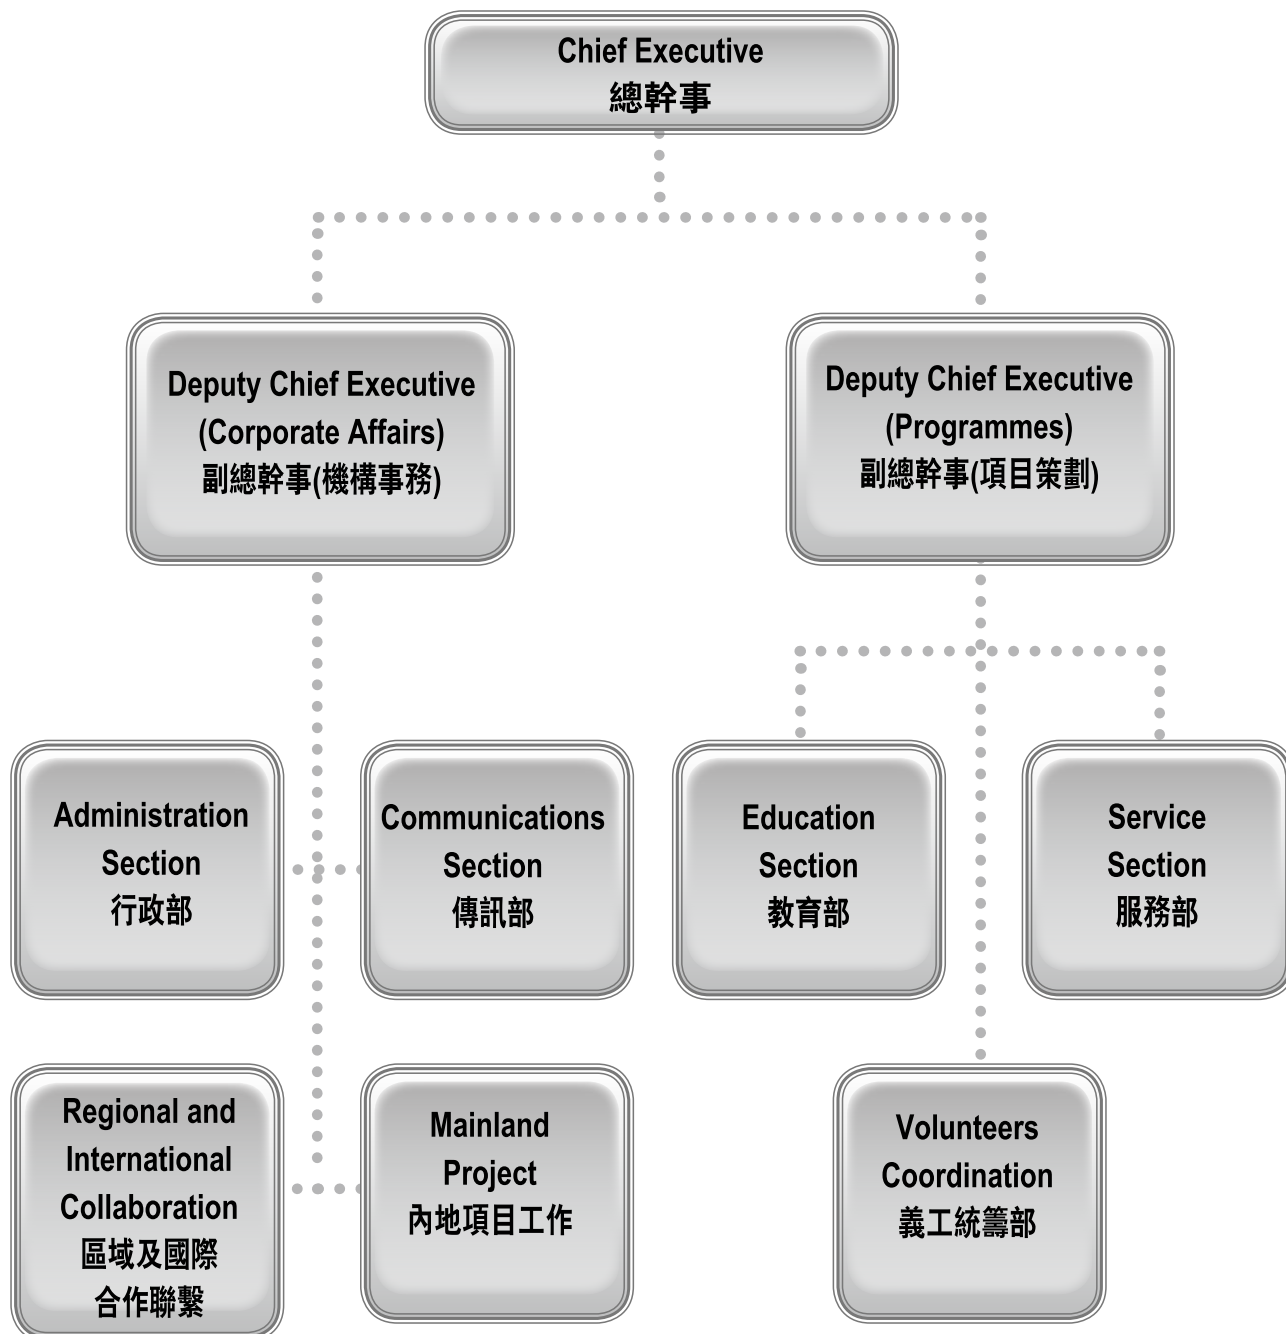 Chief Executive
總幹事
Deputy Chief Executive
(Corporate Affairs)
副總幹事(機構事務)
Deputy Chief Executive
(Programmes)
副總幹事(項目策劃)
Administration
Section
行政部
Communications
Section
傳訊部
Education
Section
教育部
Service
Section
服務部
Regional and
International
Collaboration
區域及國際
合作聯繫
Mainland
Project
內地項目工作
Volunteers
Coordination
義工統籌部